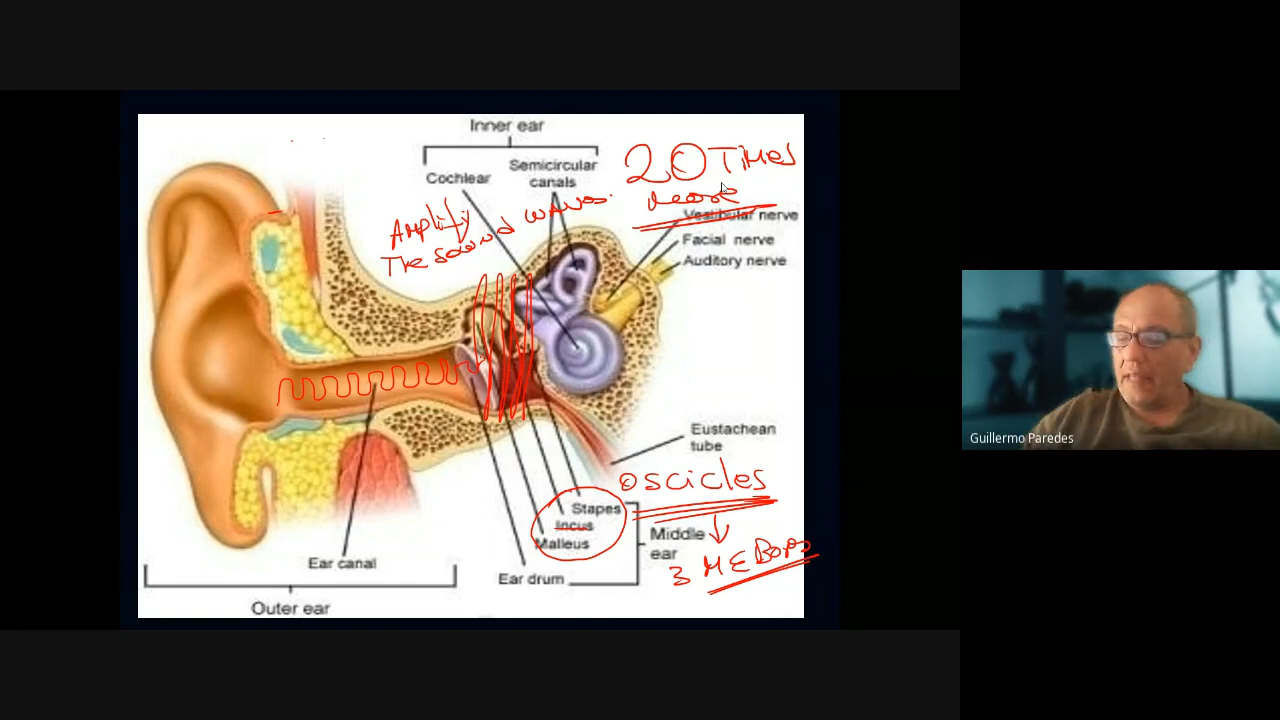 Inner ear
Cochlear
Semicircular
canals
20 Times
Amplify
The sound waves.
Vestibular nerve
Facial nerve
Auditory nerve
Eustachean
tube
oscicles
Stapes
Incus
Malleus
Middle
ear
3 ME
Ear canal
Ear drum
Outer ear
Guillermo Paredes